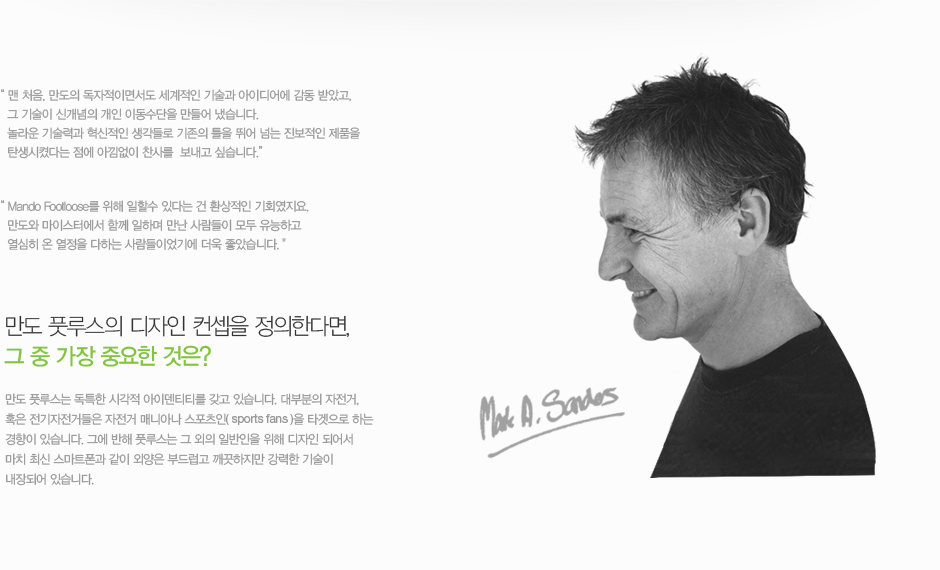 " 맨 처음, 만도의 독자적이면서도 세계적인 기술과 아이디어에 감동 받았고,
그 기술이 신개념의 개인 이동수단을 만들어 냈습니다.
놀라운 기술력과 혁신적인 생각들로 기존의 틀을 뛰어 넘는 진보적인 제품을
탄생시켰다는 점에 아낌없이 찬사를 보내고 싶습니다."
" Mando Footloose를 위해 일할수 있다는 건 환상적인 기회였지요.
만도와 마이스터에서 함께 일하며 만난 사람들이 모두 유능하고
열심히 온 열정을 다하는 사람들이었기에 더욱 좋았습니다. "
만도 풋루스의 디자인 컨셉을 정의한다면,
그 중 가장 중요한 것은?
만도 풋루스는 독특한 시각적 아이덴티티를 갖고 있습니다. 대부분의 자전거,
혹은 전기자전거들은 자전거 매니아나 스포츠인( sports fans )을 타겟으로 하는
경향이 있습니다. 그에 반해 풋루스는 그 외의 일반인을 위해 디자인 되어서
마치 최신 스마트폰과 같이 외양은 부드럽고 깨끗하지만 강력한 기술이
내장되어 있습니다.
Mark A. Sanders